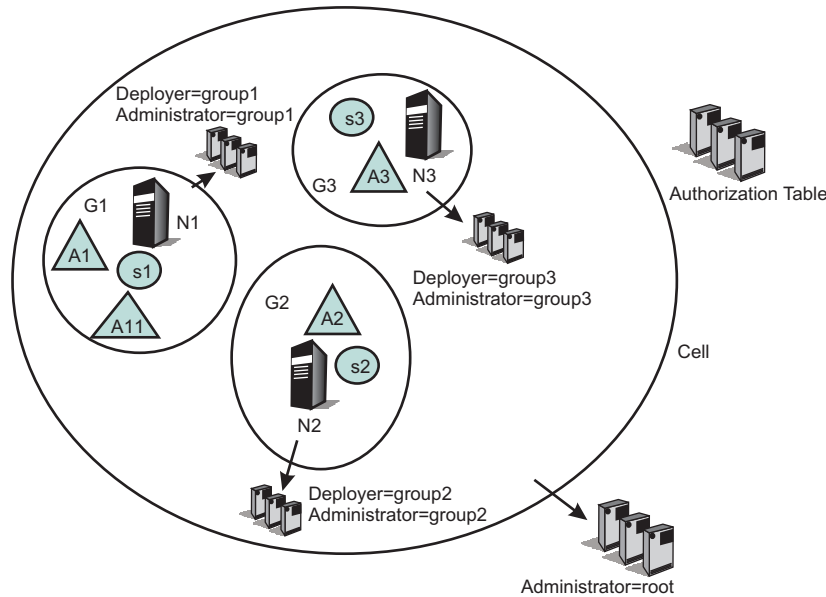 Deployer=group1
Administrator=group1
s3
A3
N3
G3
Authorization Table
G1
N1
A1
s1
A11
Deployer=group3
Administrator=group3
G2
A2
s2
N2
Cell
Deployer=group2
Administrator=group2
Administrator=root